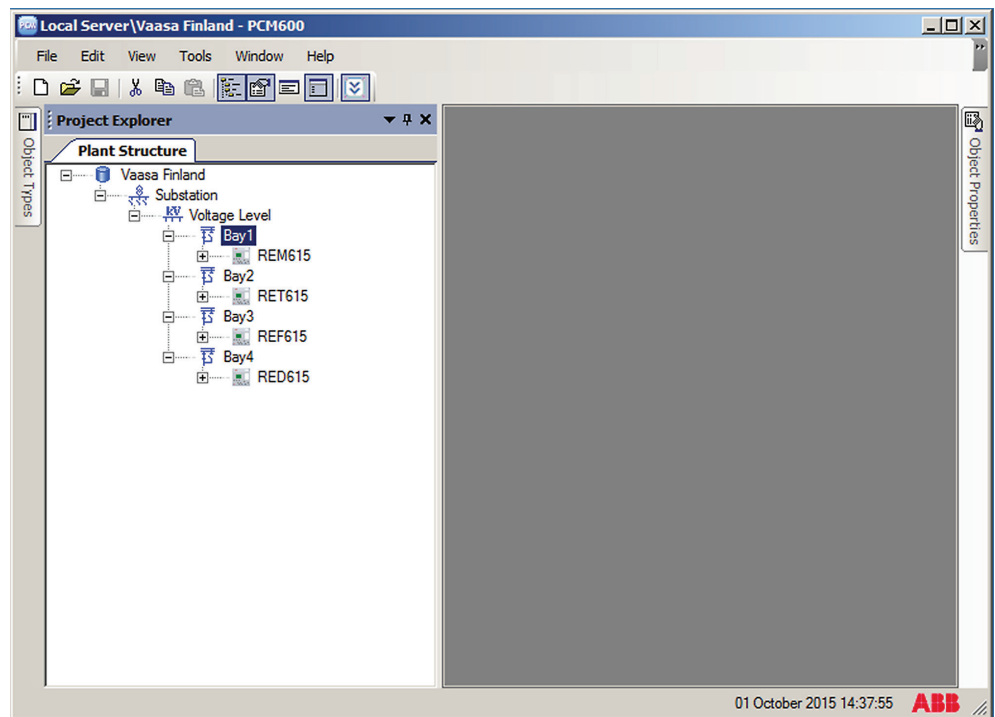 Local Server\Vaasa Finland - PCM600
File Edit View Tools Window Help
Project Explorer
Plant Structure
Object Types
Object Properties
Vaasa Finland
Substation
Voltage Level
Bay1
REM615
Bay2
RET615
Bay3
REF615
Bay4
RED615
01 October 2015 14:37:55 ABB